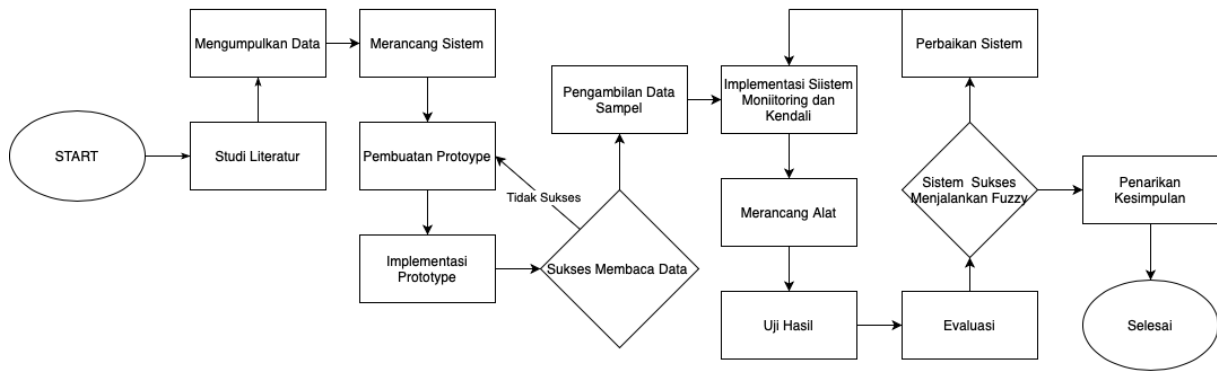 START
Studi Literatur
Mengumpulkan Data
Merancang Sistem
Pembuatan Protoype
Tidak Sukses
Implementasi
Prototype
Sukses Membaca Data
Pengambilan Data
Sampel
Implementasi Siistem
Moniitoring dan
Kendali
Merancang Alat
Uji Hasil
Evaluasi
Sistem Sukses
Menjalankan Fuzzy
Perbaikan Sistem
Penarikan
Kesimpulan
Selesai